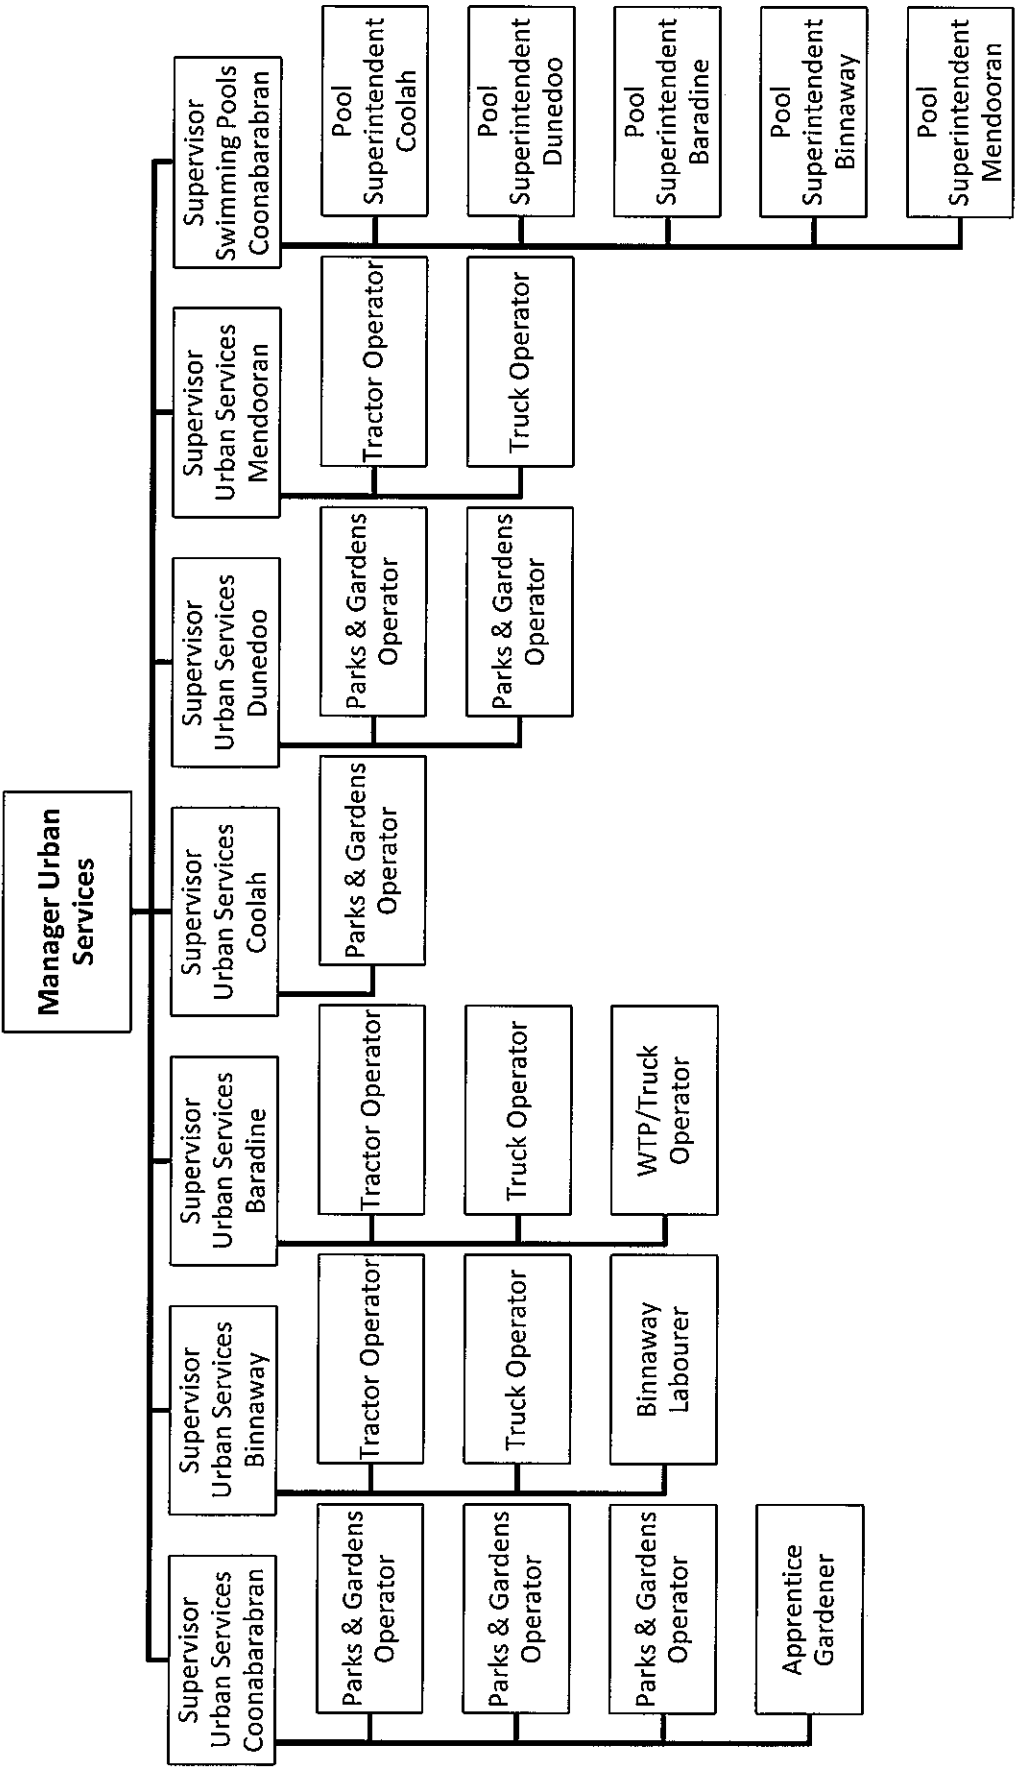 Manager Urban
Services
Supervisor
Urban Services
Coonabarabran
Parks & Gardens
Operator
Parks & Gardens
Operator
Parks & Gardens
Operator
Apprentice
Gardener
Supervisor
Urban Services
Binnaway
Tractor Operator
Truck Operator
Binnaway
Labourer
Supervisor
Urban Services
Baradine
Tractor Operator
Truck Operator
WTP/Truck
Operator
Supervisor
Urban Services
Coolah
Parks & Gardens
Operator
Supervisor
Urban Services
Dunedoo
Parks & Gardens
Operator
Parks & Gardens
Operator
Supervisor
Urban Services
Mendooran
Tractor Operator
Truck Operator
Supervisor
Swimming Pools
Coonabarabran
Pool
Superintendent
Coolah
Pool
Superintendent
Dunedoo
Pool
Superintendent
Baradine
Pool
Superintendent
Binnaway
Pool
Superintendent
Mendooran